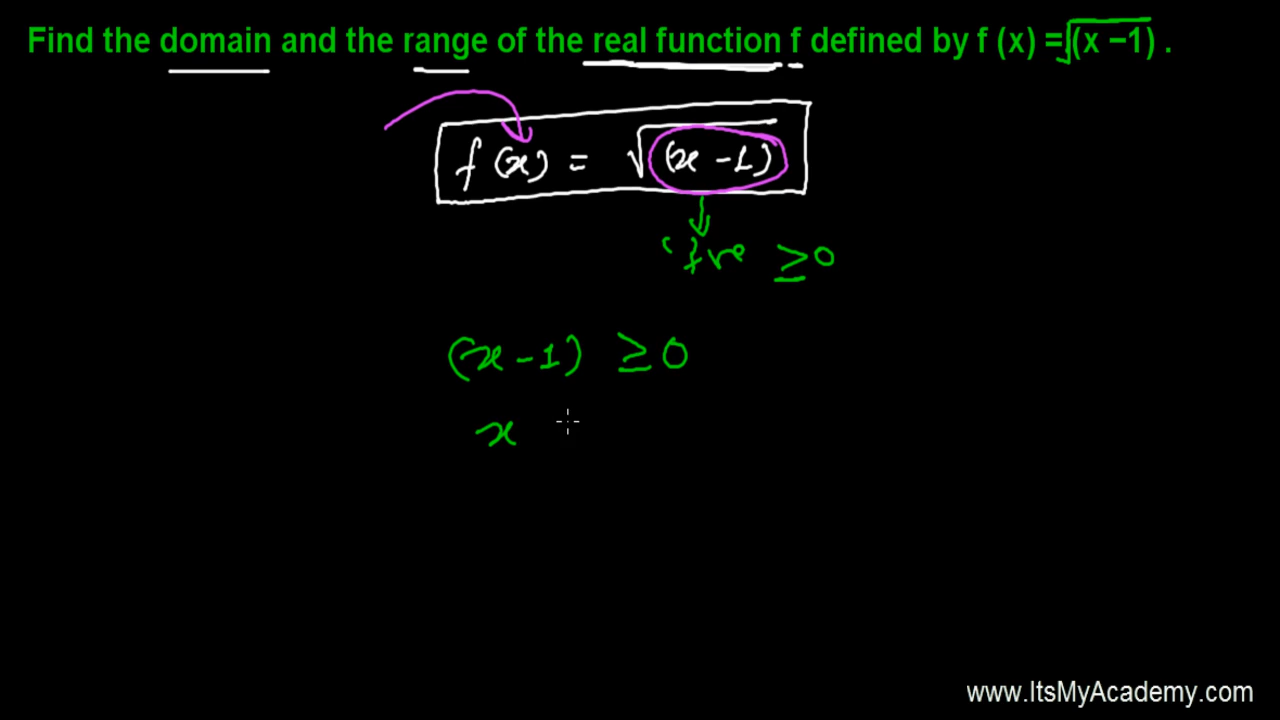 Find the domain and the range of the real function f defined by f (x) =√(x −1) .
f(x) = √(x - 1)
'+ve ≥0
(x-1) ≥0
x
www.ItsMyAcademy.com